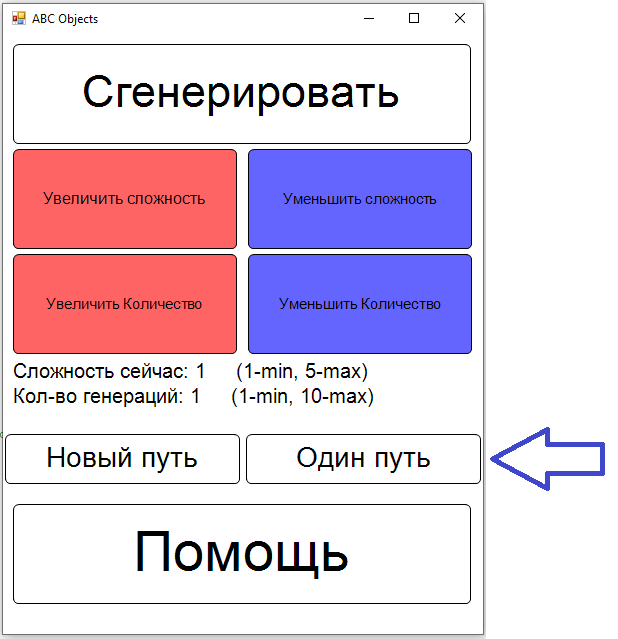 ABC Objects
Сгенерировать
Увеличить сложность
Уменьшить сложность
Увеличить Количество
Уменьшить Количество
Сложность сейчас: 1 (1-min, 5-max)
Кол-во генераций: 1 (1-min, 10-max)
Новый путь
Один путь
Помощь